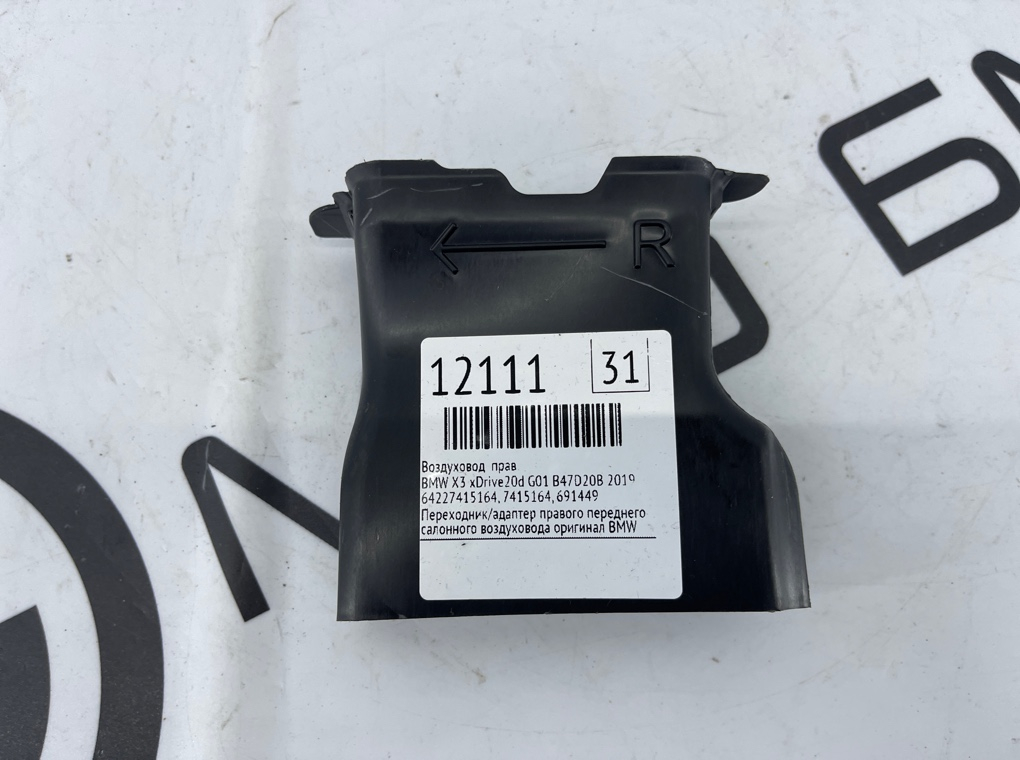 R
12111 31
Воздуховод прав
BMW X3 xDrive20d G01 B47D20B 2019
64227415164, 7415164, 691449
Переходник/адаптер правого переднего
салонного воздуховода оригинал BMW